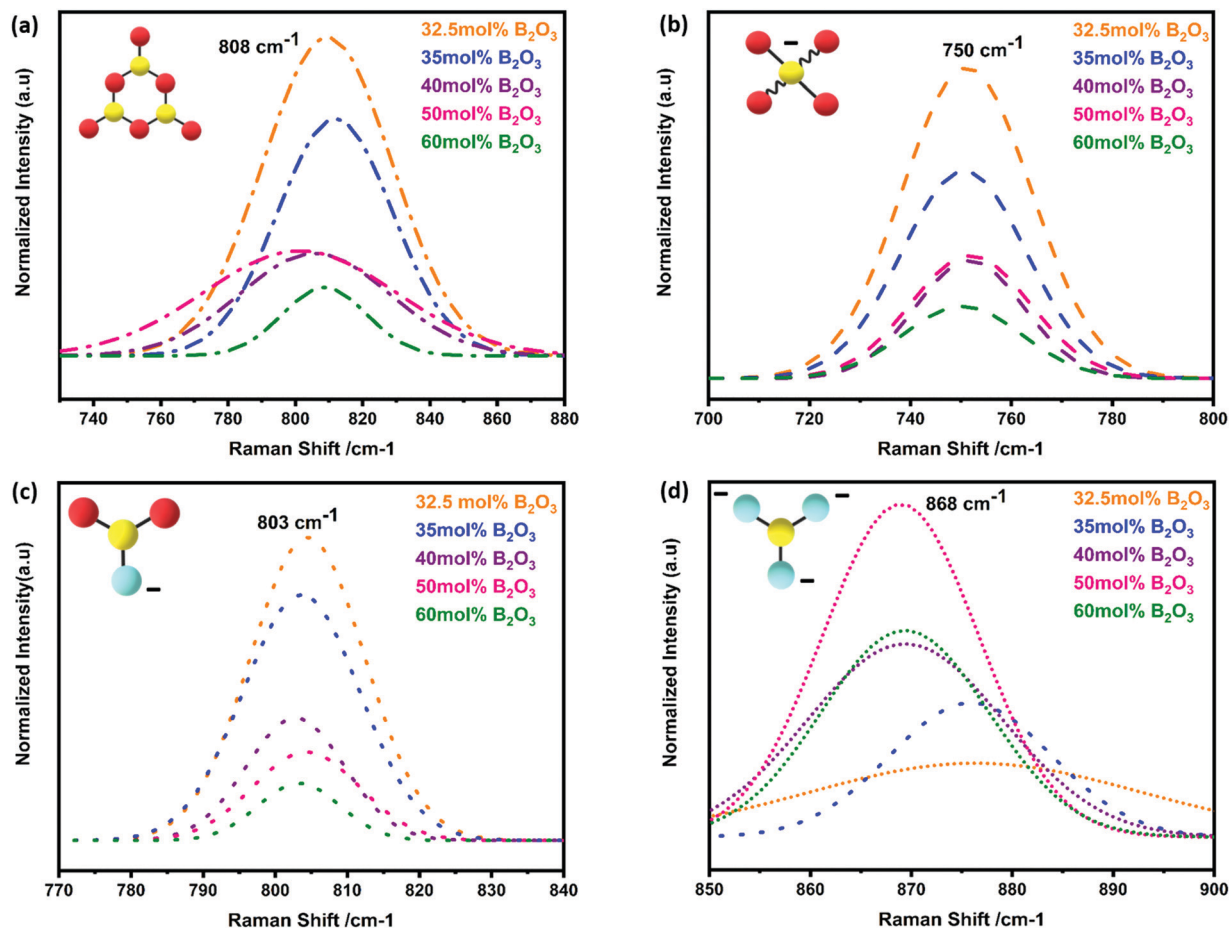 (a)
808 cm⁻¹
32.5mol% B₂O₃
35mol% B₂O₃
40mol% B₂O₃
50mol% B₂O₃
60mol% B₂O₃
Normalized Intensity (a.u)
740 760 780 800 820 840 860 880
Raman Shift /cm-1
(b)
−
750 cm⁻¹
32.5mol% B₂O₃
35mol% B₂O₃
40mol% B₂O₃
50mol% B₂O₃
60mol% B₂O₃
Normalized Intensity (a.u)
700 720 740 760 780 800
Raman Shift /cm-1
(c)
−
803 cm⁻¹
32.5 mol% B₂O₃
35mol% B₂O₃
40mol% B₂O₃
50mol% B₂O₃
60mol% B₂O₃
Normalized Intensity(a.u)
770 780 790 800 810 820 830 840
Raman Shift /cm-1
(d)
− −
−
868 cm⁻¹
32.5mol% B₂O₃
35mol% B₂O₃
40mol% B₂O₃
50mol% B₂O₃
60mol% B₂O₃
Normalized Intensity (a.u)
850 860 870 880 890 900
Raman Shift /cm-1